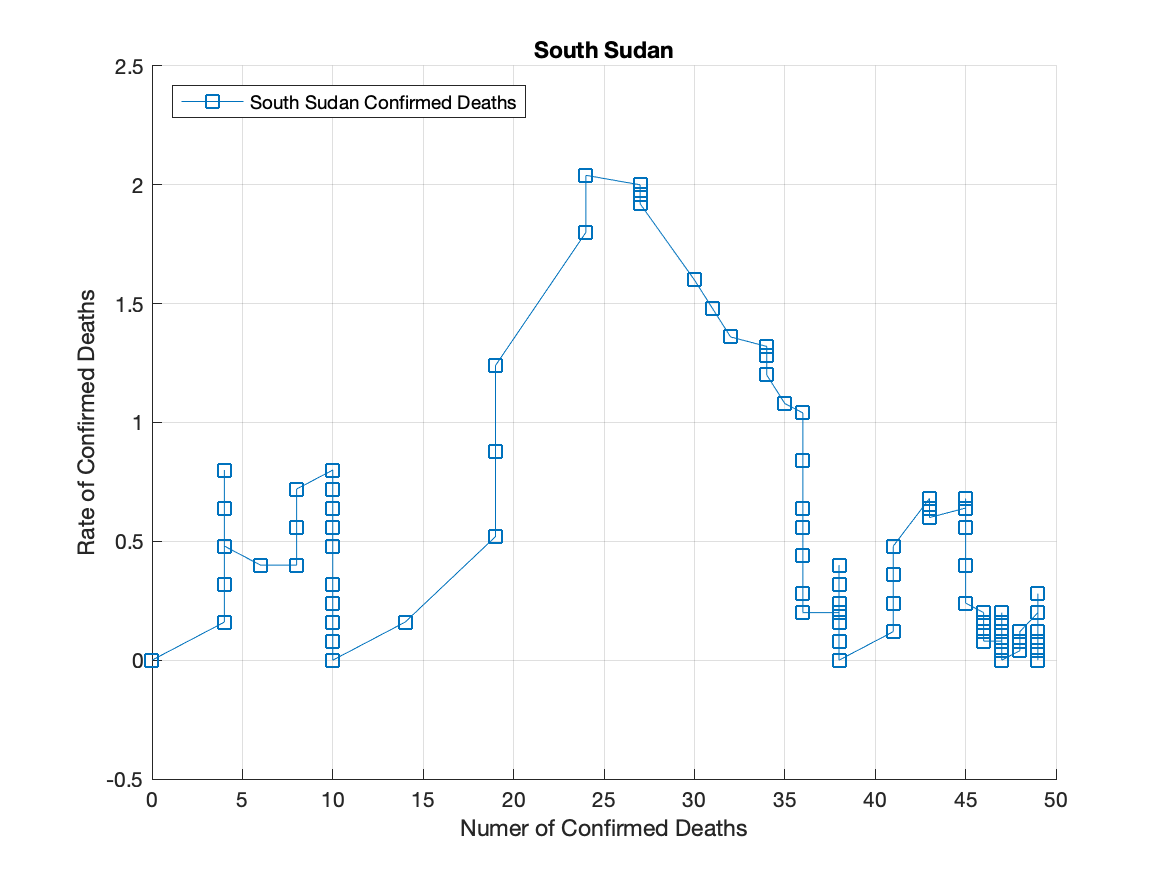 South Sudan
South Sudan Confirmed Deaths
2.5
2
1.5
1
0.5
0
-0.5
Rate of Confirmed Deaths
0 5 10 15 20 25 30 35 40 45 50
Numer of Confirmed Deaths